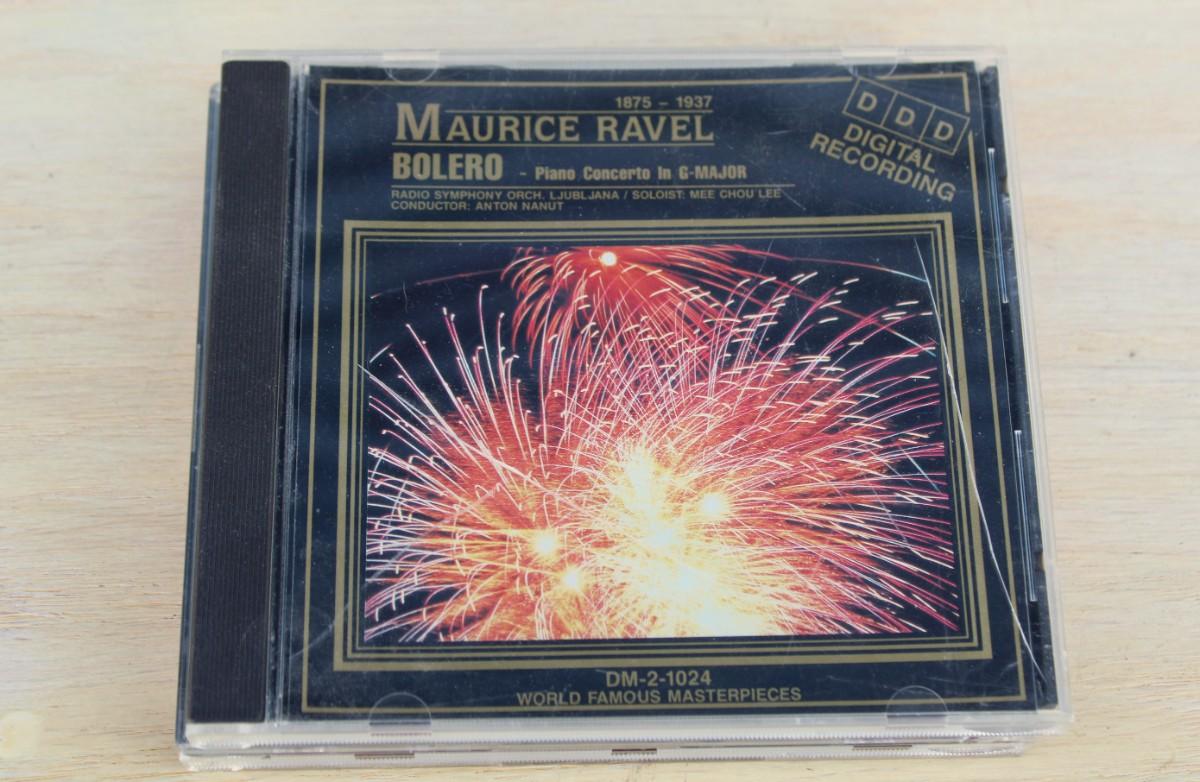 1875 - 1937
MAURICE RAVEL
BOLERO - Piano Concerto In G-MAJOR
RADIO SYMPHONY ORCH. LJUBLJANA / SOLOIST: MEE CHOU LEE
CONDUCTOR: ANTON NANUT
DDD
DIGITAL
RECORDING
DM-2-1024
WORLD FAMOUS MASTERPIECES